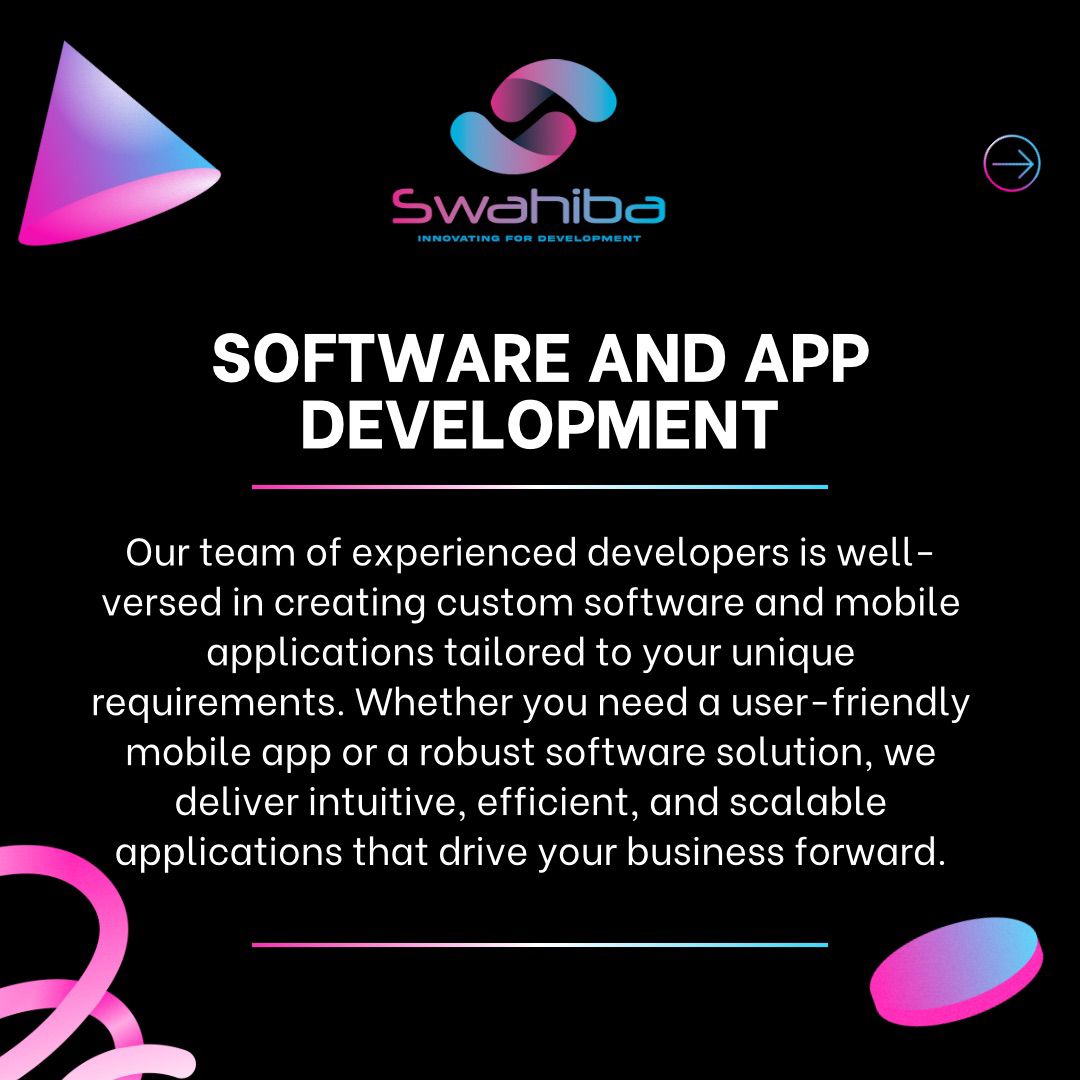 Swahiba
INNOVATING FOR DEVELOPMENT
SOFTWARE AND APP
DEVELOPMENT
Our team of experienced developers is well-
versed in creating custom software and mobile
applications tailored to your unique
requirements. Whether you need a user-friendly
mobile app or a robust software solution, we
deliver intuitive, efficient, and scalable
applications that drive your business forward.